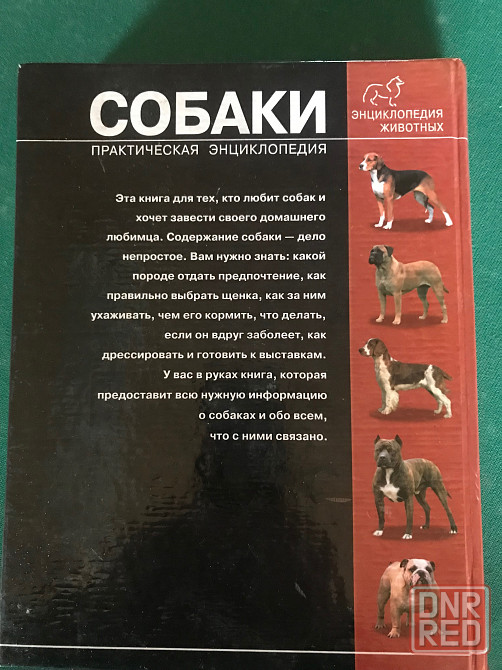 СОБАКИ
ПРАКТИЧЕСКАЯ ЭНЦИКЛОПЕДИЯ
ЭНЦИКЛОПЕДИЯ
ЖИВОТНЫХ
Эта книга для тех, кто любит собак и
хочет завести своего домашнего
любимца. Содержание собаки — дело
непростое. Вам нужно знать: какой
породе отдать предпочтение, как
правильно выбрать щенка, как за ним
ухаживать, чем его кормить, что делать,
если он вдруг заболеет, как
дрессировать и готовить к выставкам.
У вас в руках книга, которая
предоставит всю нужную информацию
о собаках и обо всем,
что с ними связано.
DNR
RED